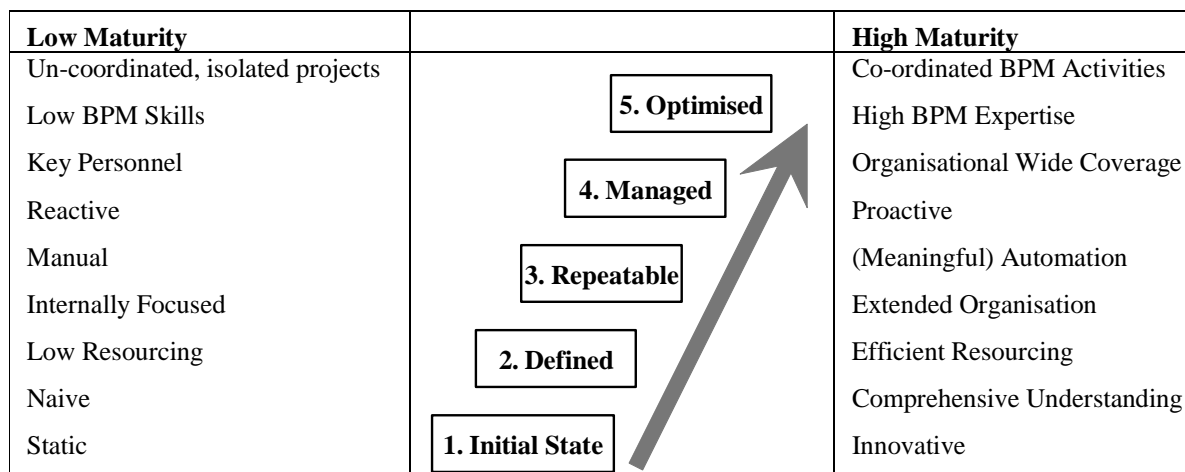 Low Maturity
High Maturity
Un-coordinated, isolated projects
Co-ordinated BPM Activities
5. Optimised
Low BPM Skills
High BPM Expertise
Key Personnel
Organisational Wide Coverage
4. Managed
Reactive
Proactive
Manual
3. Repeatable
(Meaningful) Automation
Internally Focused
Extended Organisation
Low Resourcing
2. Defined
Efficient Resourcing
Naive
Comprehensive Understanding
Static
1. Initial State
Innovative